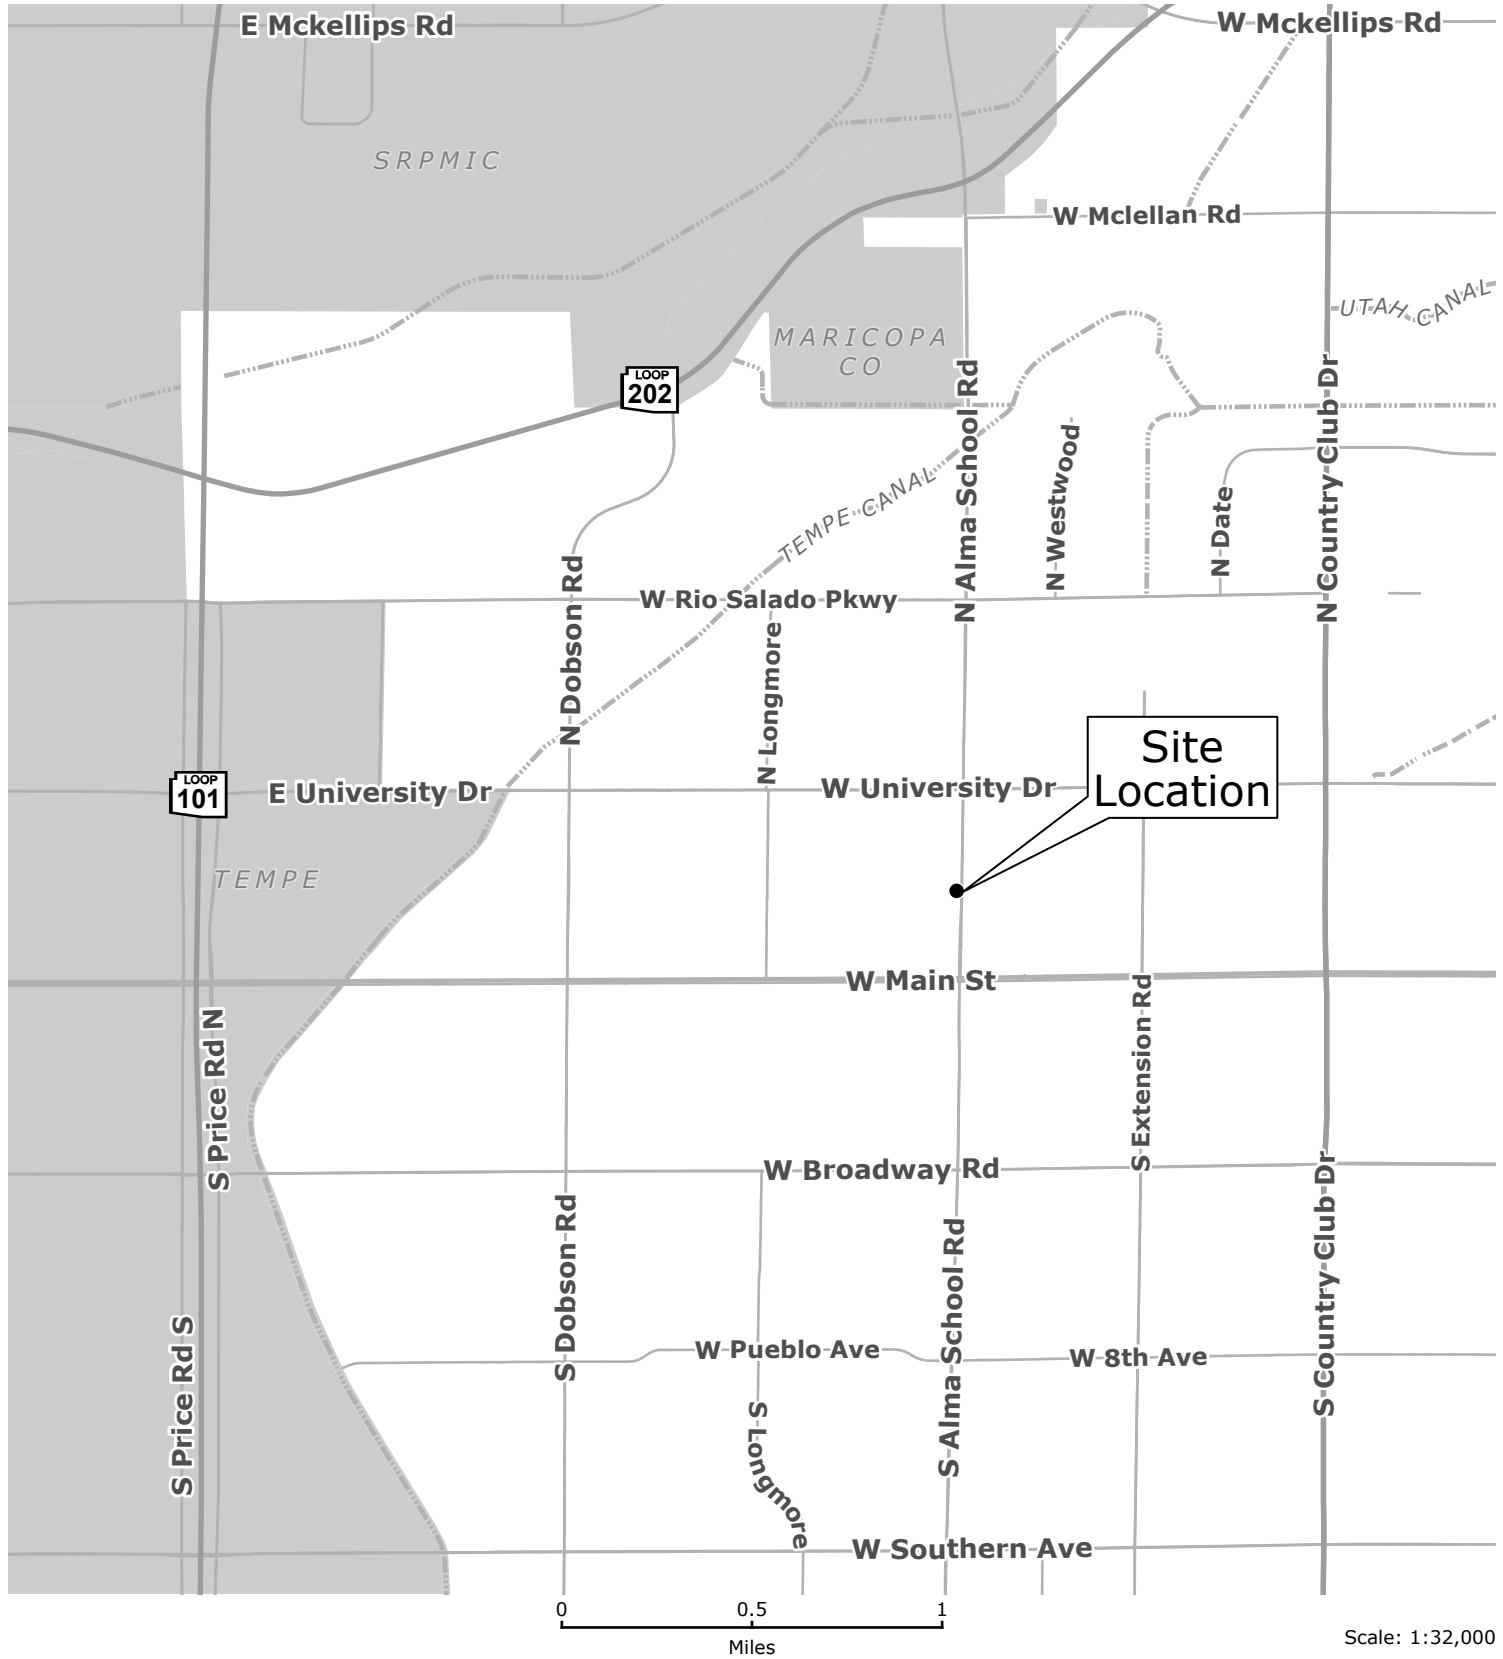 E Mckellips Rd
W Mckellips Rd
SRPMIC
W Mclellan Rd
UTAH CANAL
MARICOPA
CO
LOOP
202
N Alma School Rd
N Country Club Dr
N Westwood
TEMPE CANAL
N Date
N Dobson Rd
W Rio Salado Pkwy
N Longmore
Site
Location
LOOP
101
E University Dr
W University Dr
TEMPE
W Main St
S Price Rd N
S Extension Rd
W Broadway Rd
S Dobson Rd
S Alma School Rd
S Country Club Dr
S Price Rd S
W Pueblo Ave
W 8th Ave
S Longmore
W Southern Ave
0 0.5 1
Miles
Scale: 1:32,000